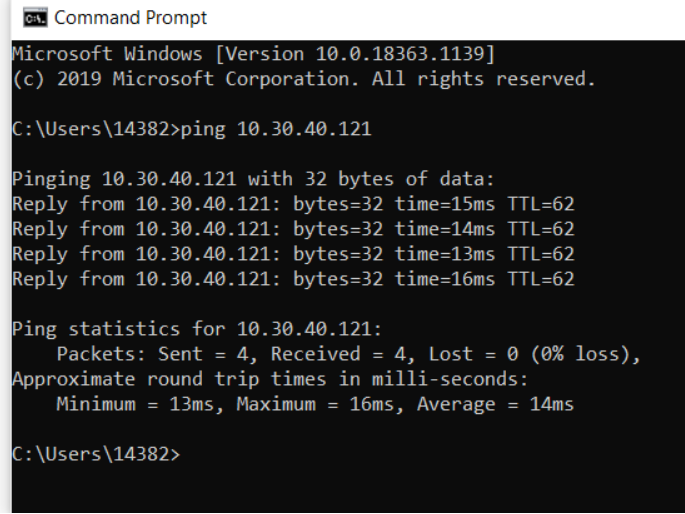 Command Prompt
Microsoft Windows [Version 10.0.18363.1139]
(c) 2019 Microsoft Corporation. All rights reserved.
C:\Users\14382>ping 10.30.40.121
Pinging 10.30.40.121 with 32 bytes of data:
Reply from 10.30.40.121: bytes=32 time=15ms TTL=62
Reply from 10.30.40.121: bytes=32 time=14ms TTL=62
Reply from 10.30.40.121: bytes=32 time=13ms TTL=62
Reply from 10.30.40.121: bytes=32 time=16ms TTL=62
Ping statistics for 10.30.40.121:
    Packets: Sent = 4, Received = 4, Lost = 0 (0% loss),
Approximate round trip times in milli-seconds:
    Minimum = 13ms, Maximum = 16ms, Average = 14ms
C:\Users\14382>